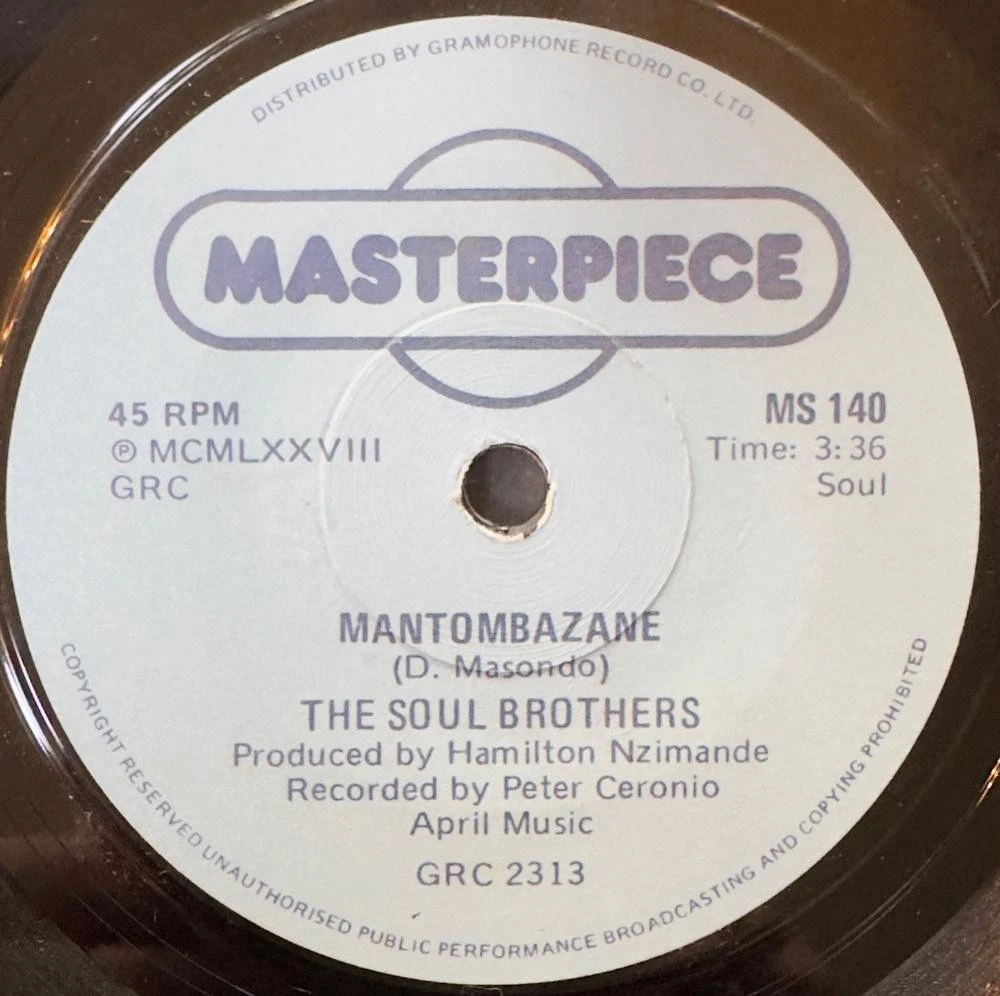 DISTRIBUTED BY GRAMOPHONE RECORD CO. LTD.
MASTERPIECE
45 RPM
Ⓟ MCMLXXVIII
GRC
MS 140
Time: 3:36
Soul
MANTOMBAZANE
(D. Masondo)
THE SOUL BROTHERS
Produced by Hamilton Nzimande
Recorded by Peter Ceronio
April Music
GRC 2313
COPYRIGHT RESERVED UNAUTHORISED PUBLIC PERFORMANCE BROADCASTING AND COPYING PROHIBITED